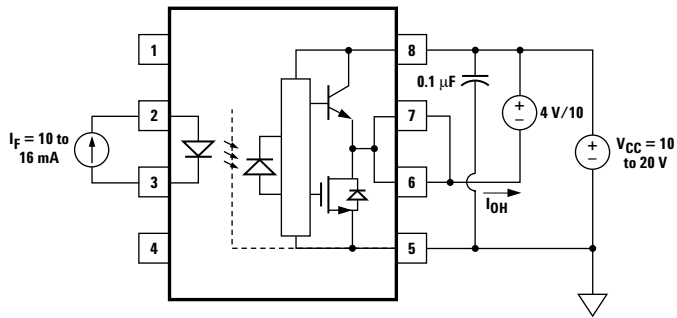 1
8
0.1 µF
4 V/10
2
7
I_F = 10 to
16 mA
V_CC = 10
to 20 V
3
6
I_OH
4
5